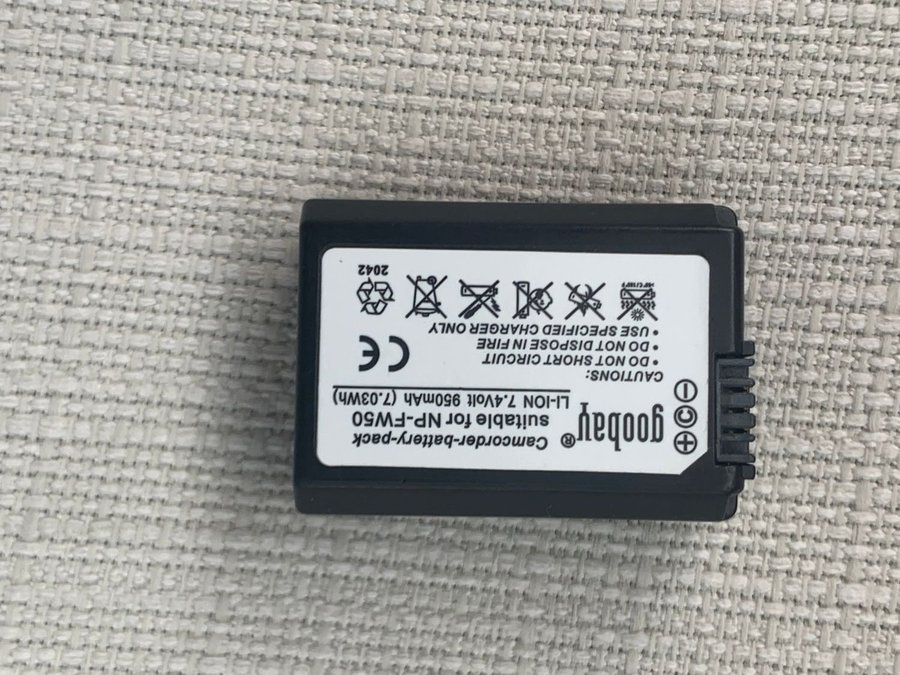 goobay®
Camcorder-battery-pack
suitable for NP-FW50
LI-ION 7.4Volt 950mAh (7.03Wh)
+ C -
CAUTIONS:
• DO NOT SHORT CIRCUIT
• DO NOT DISPOSE IN FIRE
• USE SPECIFIED CHARGER ONLY
CE
2042